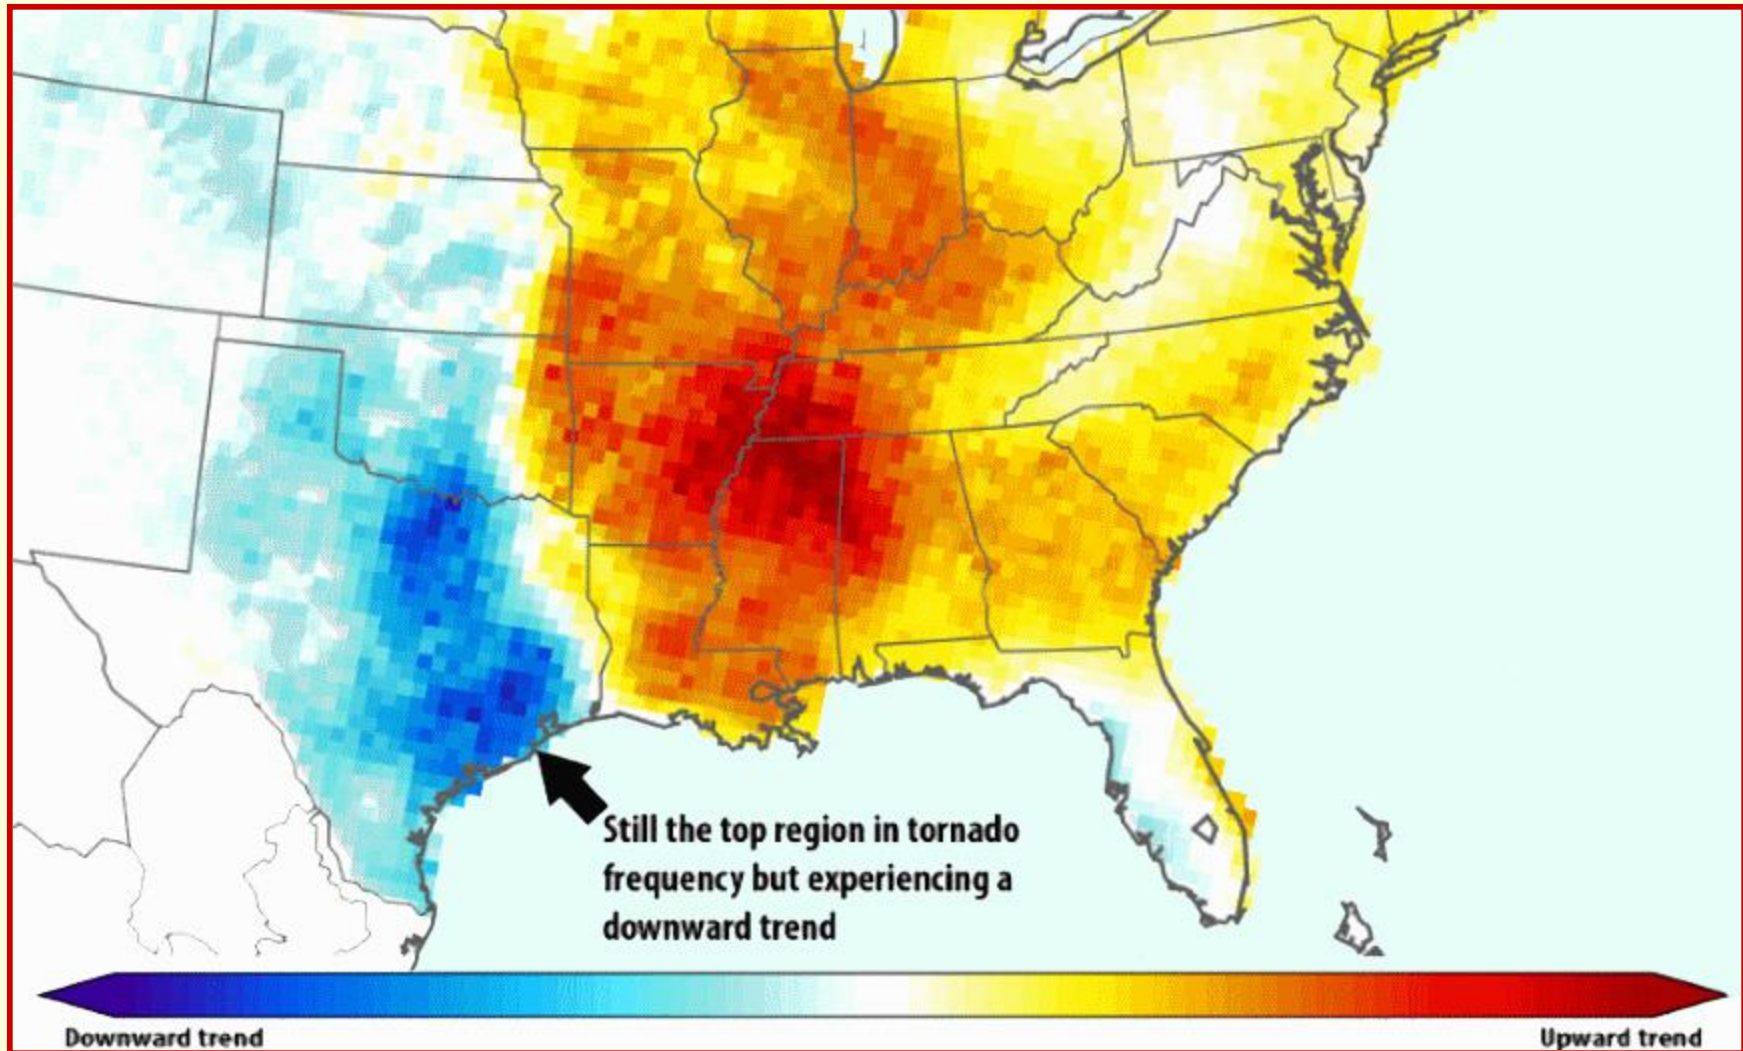 Still the top region in tornado
frequency but experiencing a
downward trend
Downward trend
Upward trend